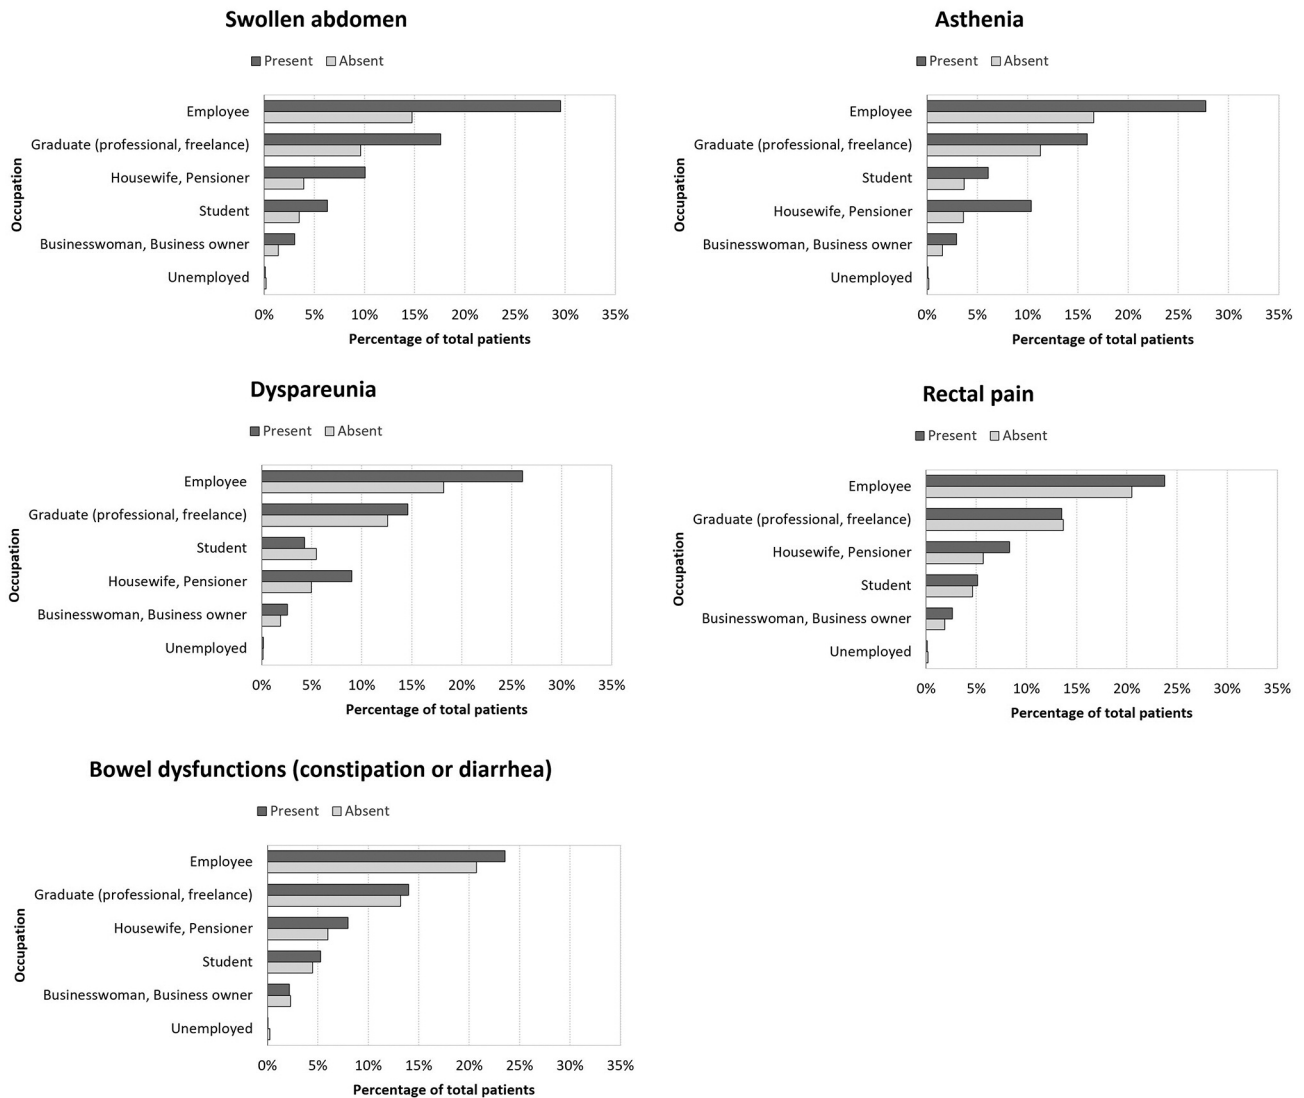 Swollen abdomen
Present Absent
Employee
Graduate (professional, freelance)
Housewife, Pensioner
Student
Businesswoman, Business owner
Unemployed
Occupation
0% 5% 10% 15% 20% 25% 30% 35%
Percentage of total patients
Asthenia
Present Absent
Employee
Graduate (professional, freelance)
Student
Housewife, Pensioner
Businesswoman, Business owner
Unemployed
Occupation
0% 5% 10% 15% 20% 25% 30% 35%
Percentage of total patients
Dyspareunia
Present Absent
Employee
Graduate (professional, freelance)
Student
Housewife, Pensioner
Businesswoman, Business owner
Unemployed
Occupation
0% 5% 10% 15% 20% 25% 30% 35%
Percentage of total patients
Rectal pain
Present Absent
Employee
Graduate (professional, freelance)
Housewife, Pensioner
Student
Businesswoman, Business owner
Unemployed
Occupation
0% 5% 10% 15% 20% 25% 30% 35%
Percentage of total patients
Bowel dysfunctions (constipation or diarrhea)
Present Absent
Employee
Graduate (professional, freelance)
Housewife, Pensioner
Student
Businesswoman, Business owner
Unemployed
Occupation
0% 5% 10% 15% 20% 25% 30% 35%
Percentage of total patients